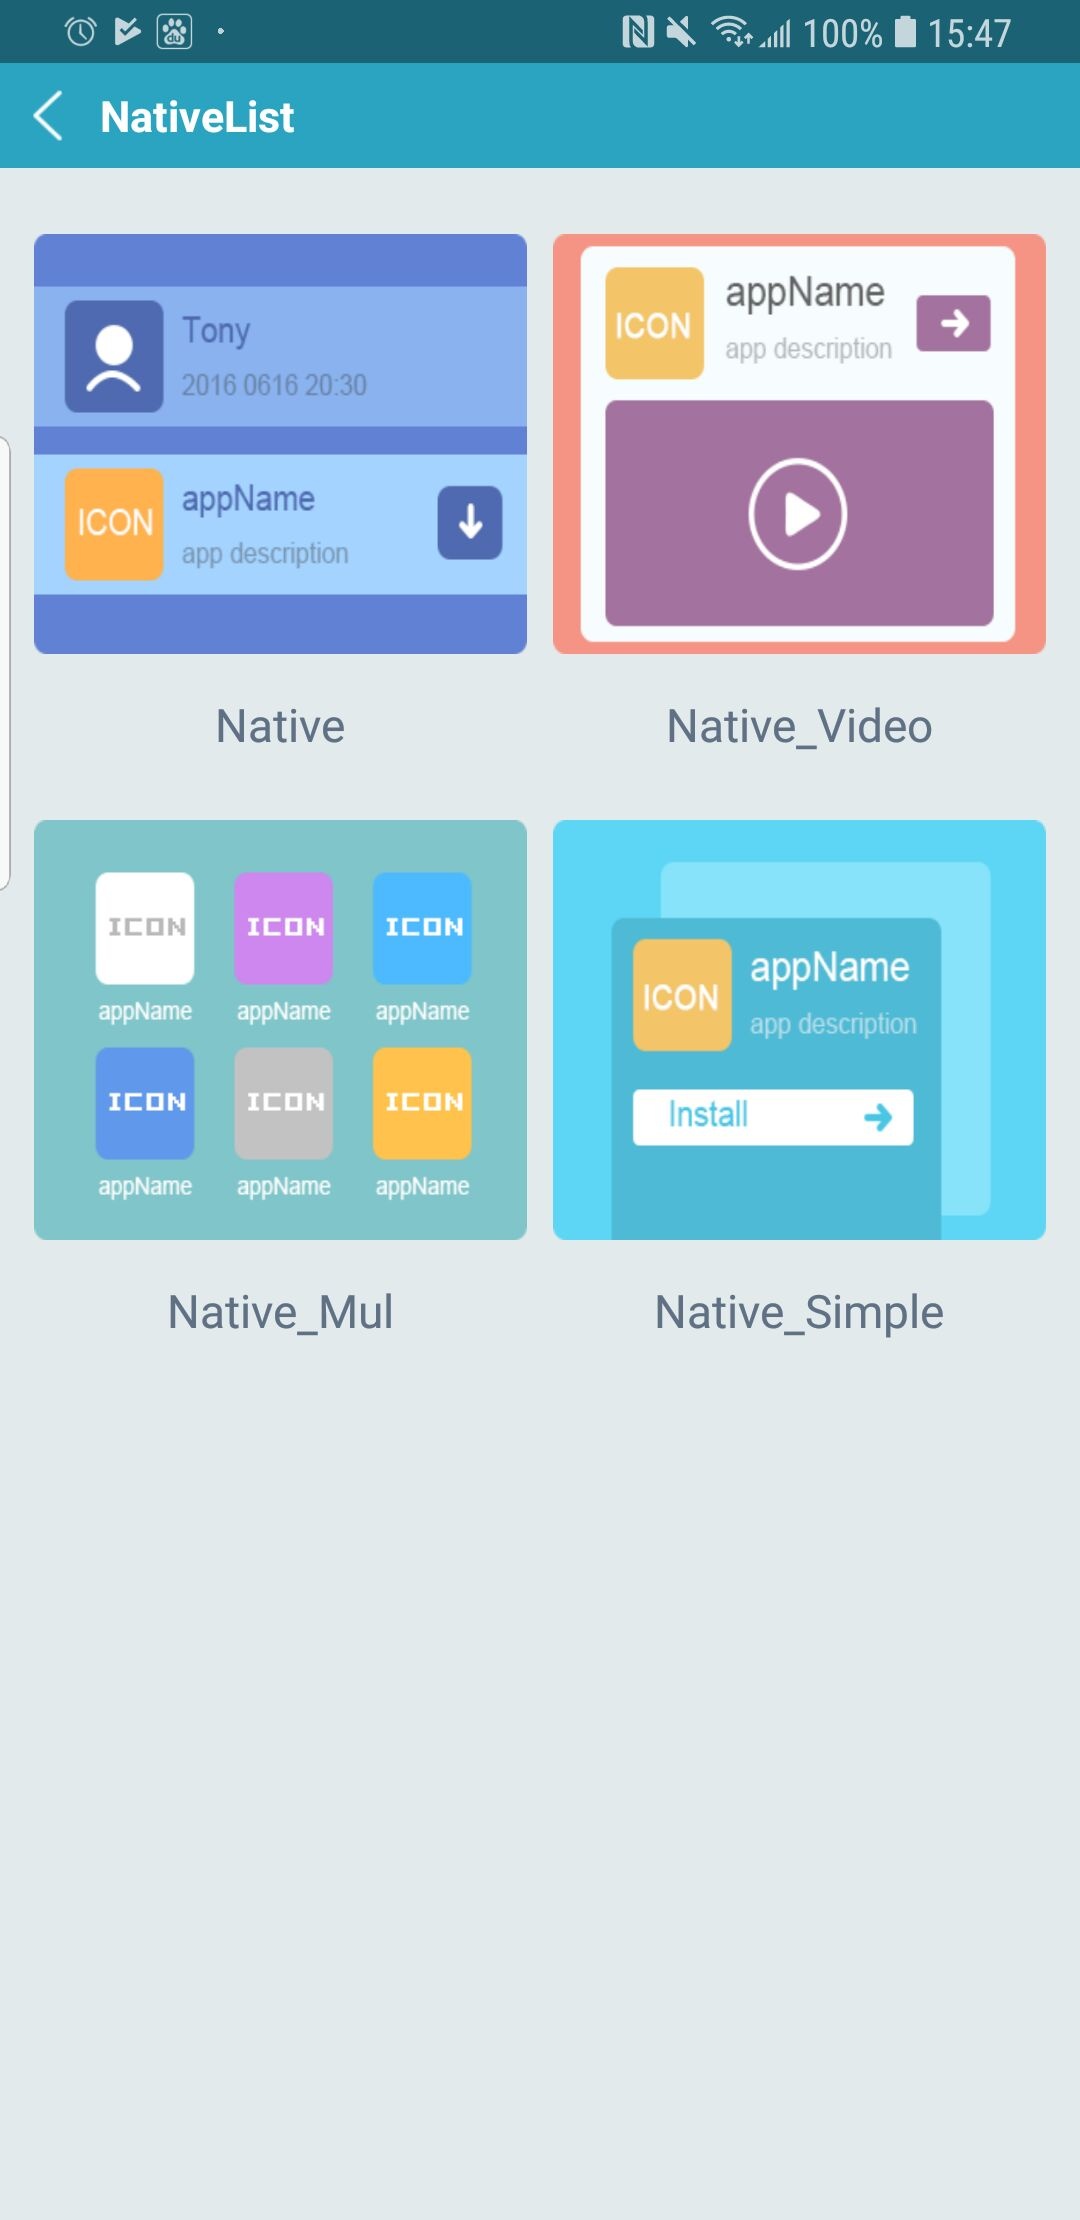 100% 15:47
NativeList
Tony
2016 0616 20:30
ICON
appName
app description
ICON
appName
app description
Native
Native_Video
ICON ICON ICON
appName appName appName
ICON ICON ICON
appName appName appName
ICON
appName
app description
Install
Native_Mul
Native_Simple